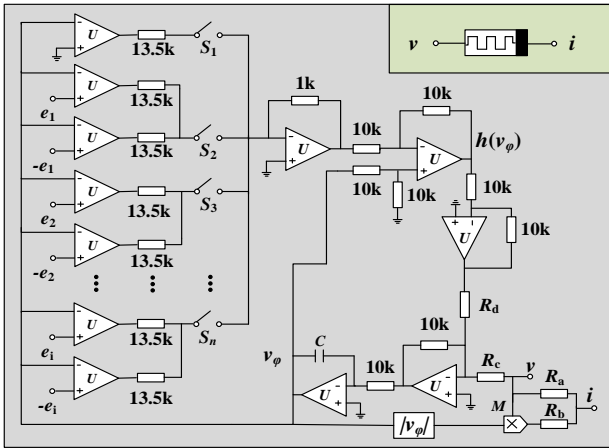 v i
U 13.5k S1
U 13.5k
e1
U 13.5k S2
-e1
U 13.5k S3
e2
U 13.5k
-e2
U 13.5k Sn
ei
U 13.5k
-ei
1k
U
10k
10k
10k
10k
U
h(vφ)
10k
U
10k
Rd
10k
Rc
v
Ra
i
M
Rb
vφ
C
10k
U
U
|vφ|